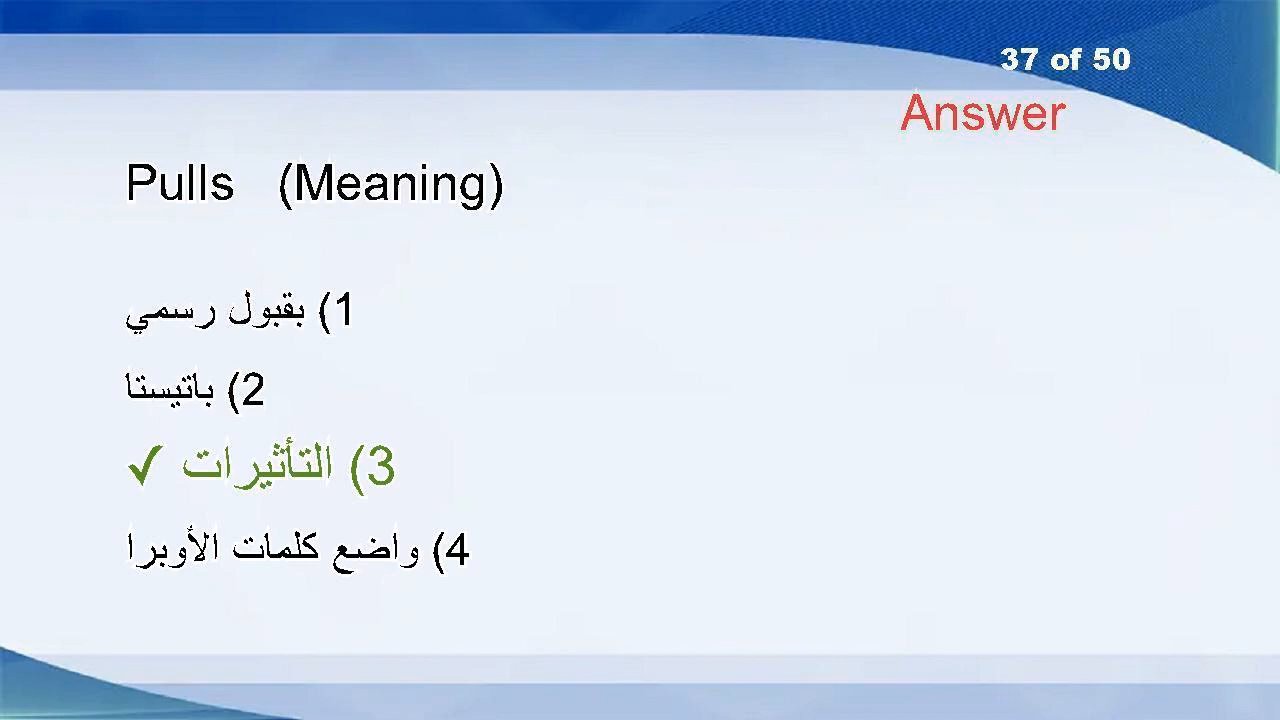 37 of 50
Answer
Pulls (Meaning)
1) بقبول رسمي
2) باتيستا
3) التأثيرات ✓
4) واضع كلمات الأوبرا